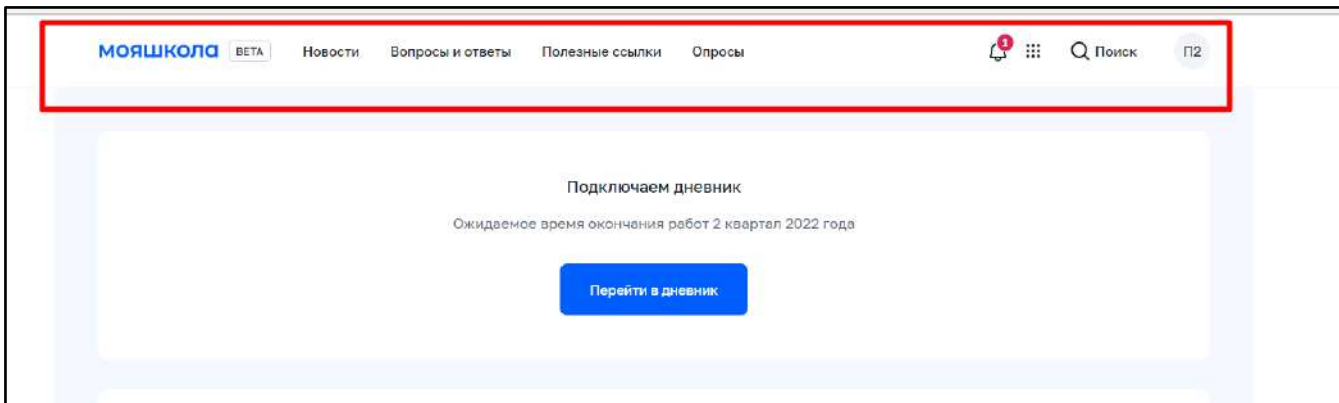 мояшкола BETA Новости Вопросы и ответы Полезные ссылки Опросы 1 Поиск П2
Подключаем дневник
Ожидаемое время окончания работ 2 квартал 2022 года
Перейти в дневник